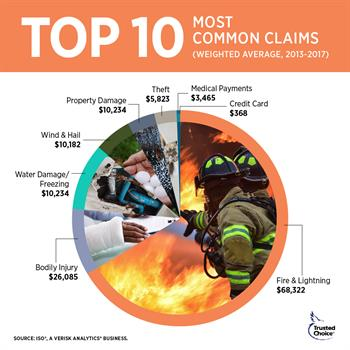 TOP 10
MOST
COMMON CLAIMS
(WEIGHTED AVERAGE, 2013-2017)
Theft
$5,823
Medical Payments
$3,465
Credit Card
$368
Property Damage
$10,234
Wind & Hail
$10,182
Water Damage/
Freezing
$10,234
Bodily Injury
$26,085
Fire & Lightning
$68,322
SOURCE: ISO®, A VERISK ANALYTICS® BUSINESS.
Trusted
Choice®